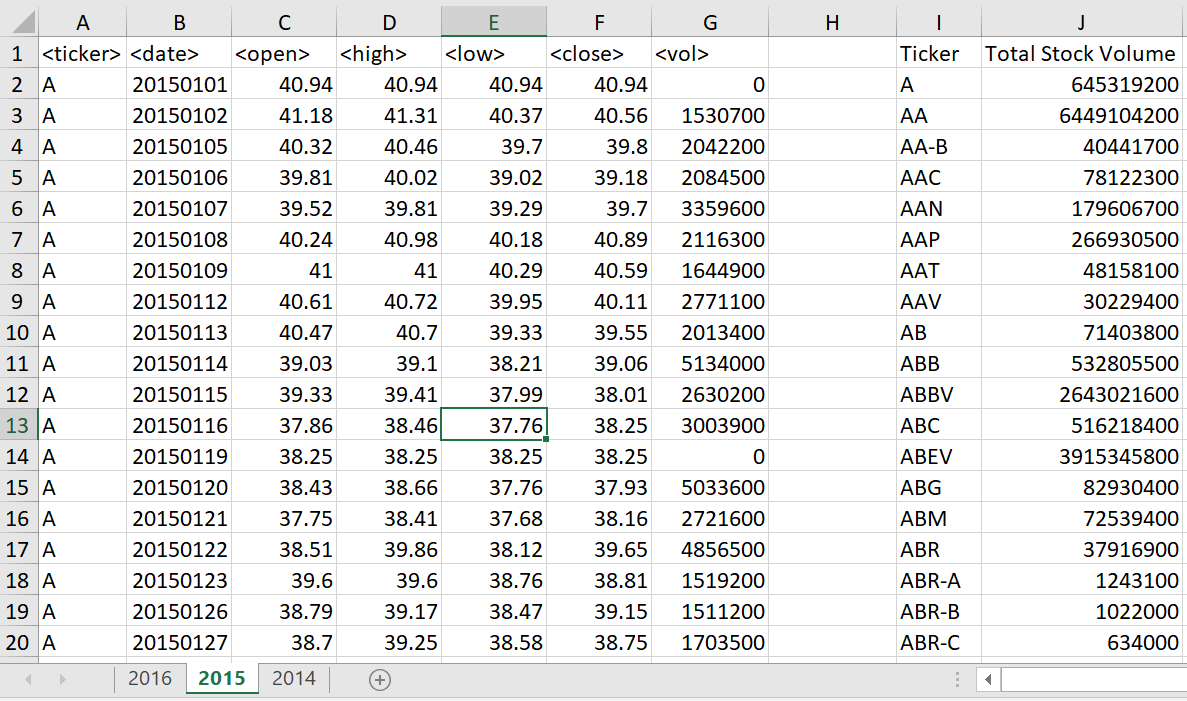 A B C D E F G H I J
1 <ticker> <date> <open> <high> <low> <close> <vol> Ticker Total Stock Volume
2 A 20150101 40.94 40.94 40.94 40.94 0 A 645319200
3 A 20150102 41.18 41.31 40.37 40.56 1530700 AA 6449104200
4 A 20150105 40.32 40.46 39.7 39.8 2042200 AA-B 40441700
5 A 20150106 39.81 40.02 39.02 39.18 2084500 AAC 78122300
6 A 20150107 39.52 39.81 39.29 39.7 3359600 AAN 179606700
7 A 20150108 40.24 40.98 40.18 40.89 2116300 AAP 266930500
8 A 20150109 41 41 40.29 40.59 1644900 AAT 48158100
9 A 20150112 40.61 40.72 39.95 40.11 2771100 AAV 30229400
10 A 20150113 40.47 40.7 39.33 39.55 2013400 AB 71403800
11 A 20150114 39.03 39.1 38.21 39.06 5134000 ABB 532805500
12 A 20150115 39.33 39.41 37.99 38.01 2630200 ABBV 2643021600
13 A 20150116 37.86 38.46 37.76 38.25 3003900 ABC 516218400
14 A 20150119 38.25 38.25 38.25 38.25 0 ABEV 3915345800
15 A 20150120 38.43 38.66 37.76 37.93 5033600 ABG 82930400
16 A 20150121 37.75 38.41 37.68 38.16 2721600 ABM 72539400
17 A 20150122 38.51 39.86 38.12 39.65 4856500 ABR 37916900
18 A 20150123 39.6 39.6 38.76 38.81 1519200 ABR-A 1243100
19 A 20150126 38.79 39.17 38.47 39.15 1511200 ABR-B 1022000
20 A 20150127 38.7 39.25 38.58 38.75 1703500 ABR-C 634000
2016 2015 2014